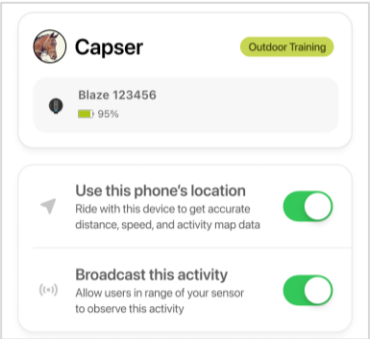 Capser
Outdoor Training
Blaze 123456
95%
Use this phone's location
Ride with this device to get accurate
distance, speed, and activity map data
Broadcast this activity
Allow users in range of your sensor
to observe this activity